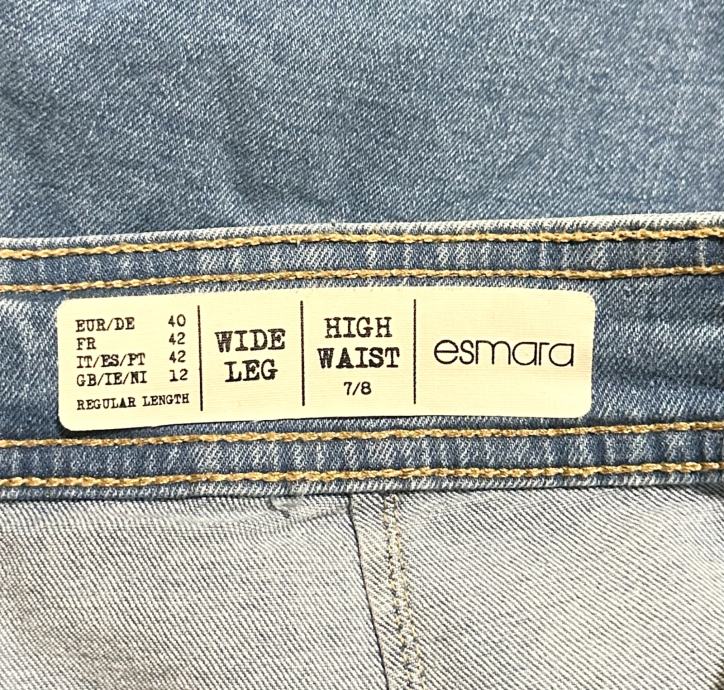 EUR/DE 40
FR 42
IT/ES/PT 42
GB/IE/NI 12
REGULAR LENGTH
WIDE
LEG
HIGH
WAIST
7/8
esmara